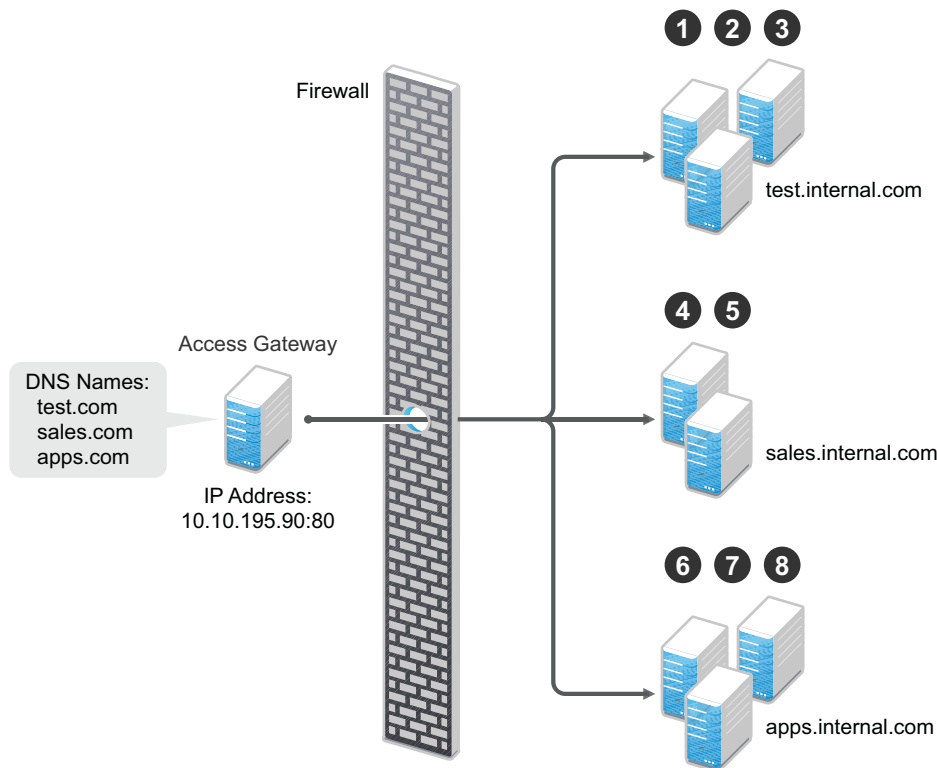 1 2 3
Firewall
test.internal.com
4 5
Access Gateway
DNS Names:
test.com
sales.com
apps.com
sales.internal.com
IP Address:
10.10.195.90:80
6 7 8
apps.internal.com